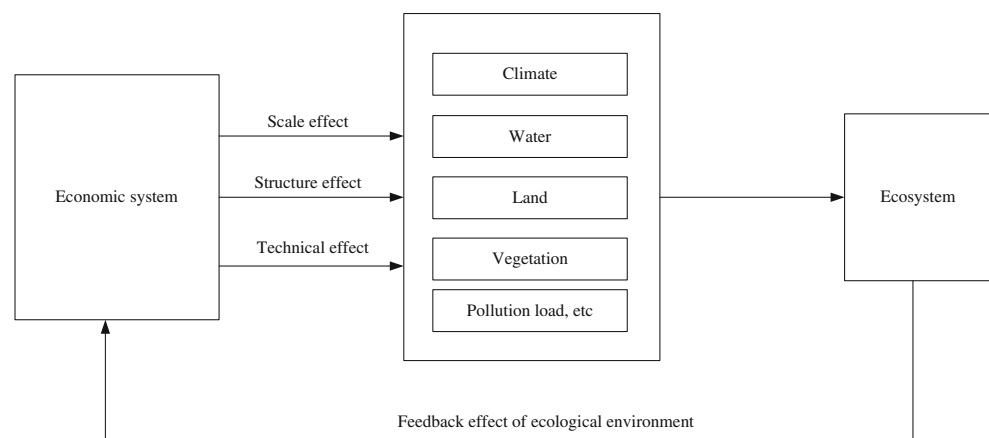 Economic system
Scale effect
Structure effect
Technical effect
Climate
Water
Land
Vegetation
Pollution load, etc
Ecosystem
Feedback effect of ecological environment